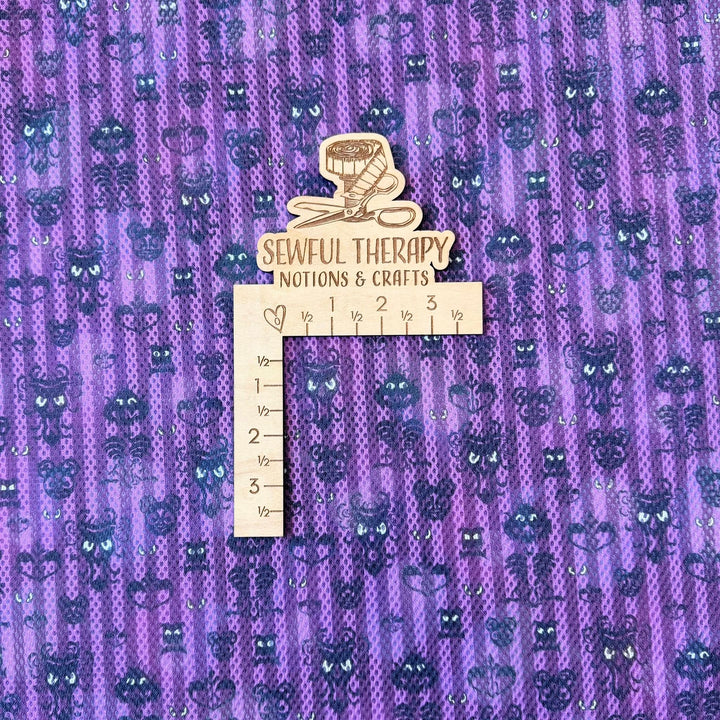 SEWFUL THERAPY
NOTIONS & CRAFTS
0 ½ 1 ½ 2 ½ 3 ½
½
1
½
2
½
3
½